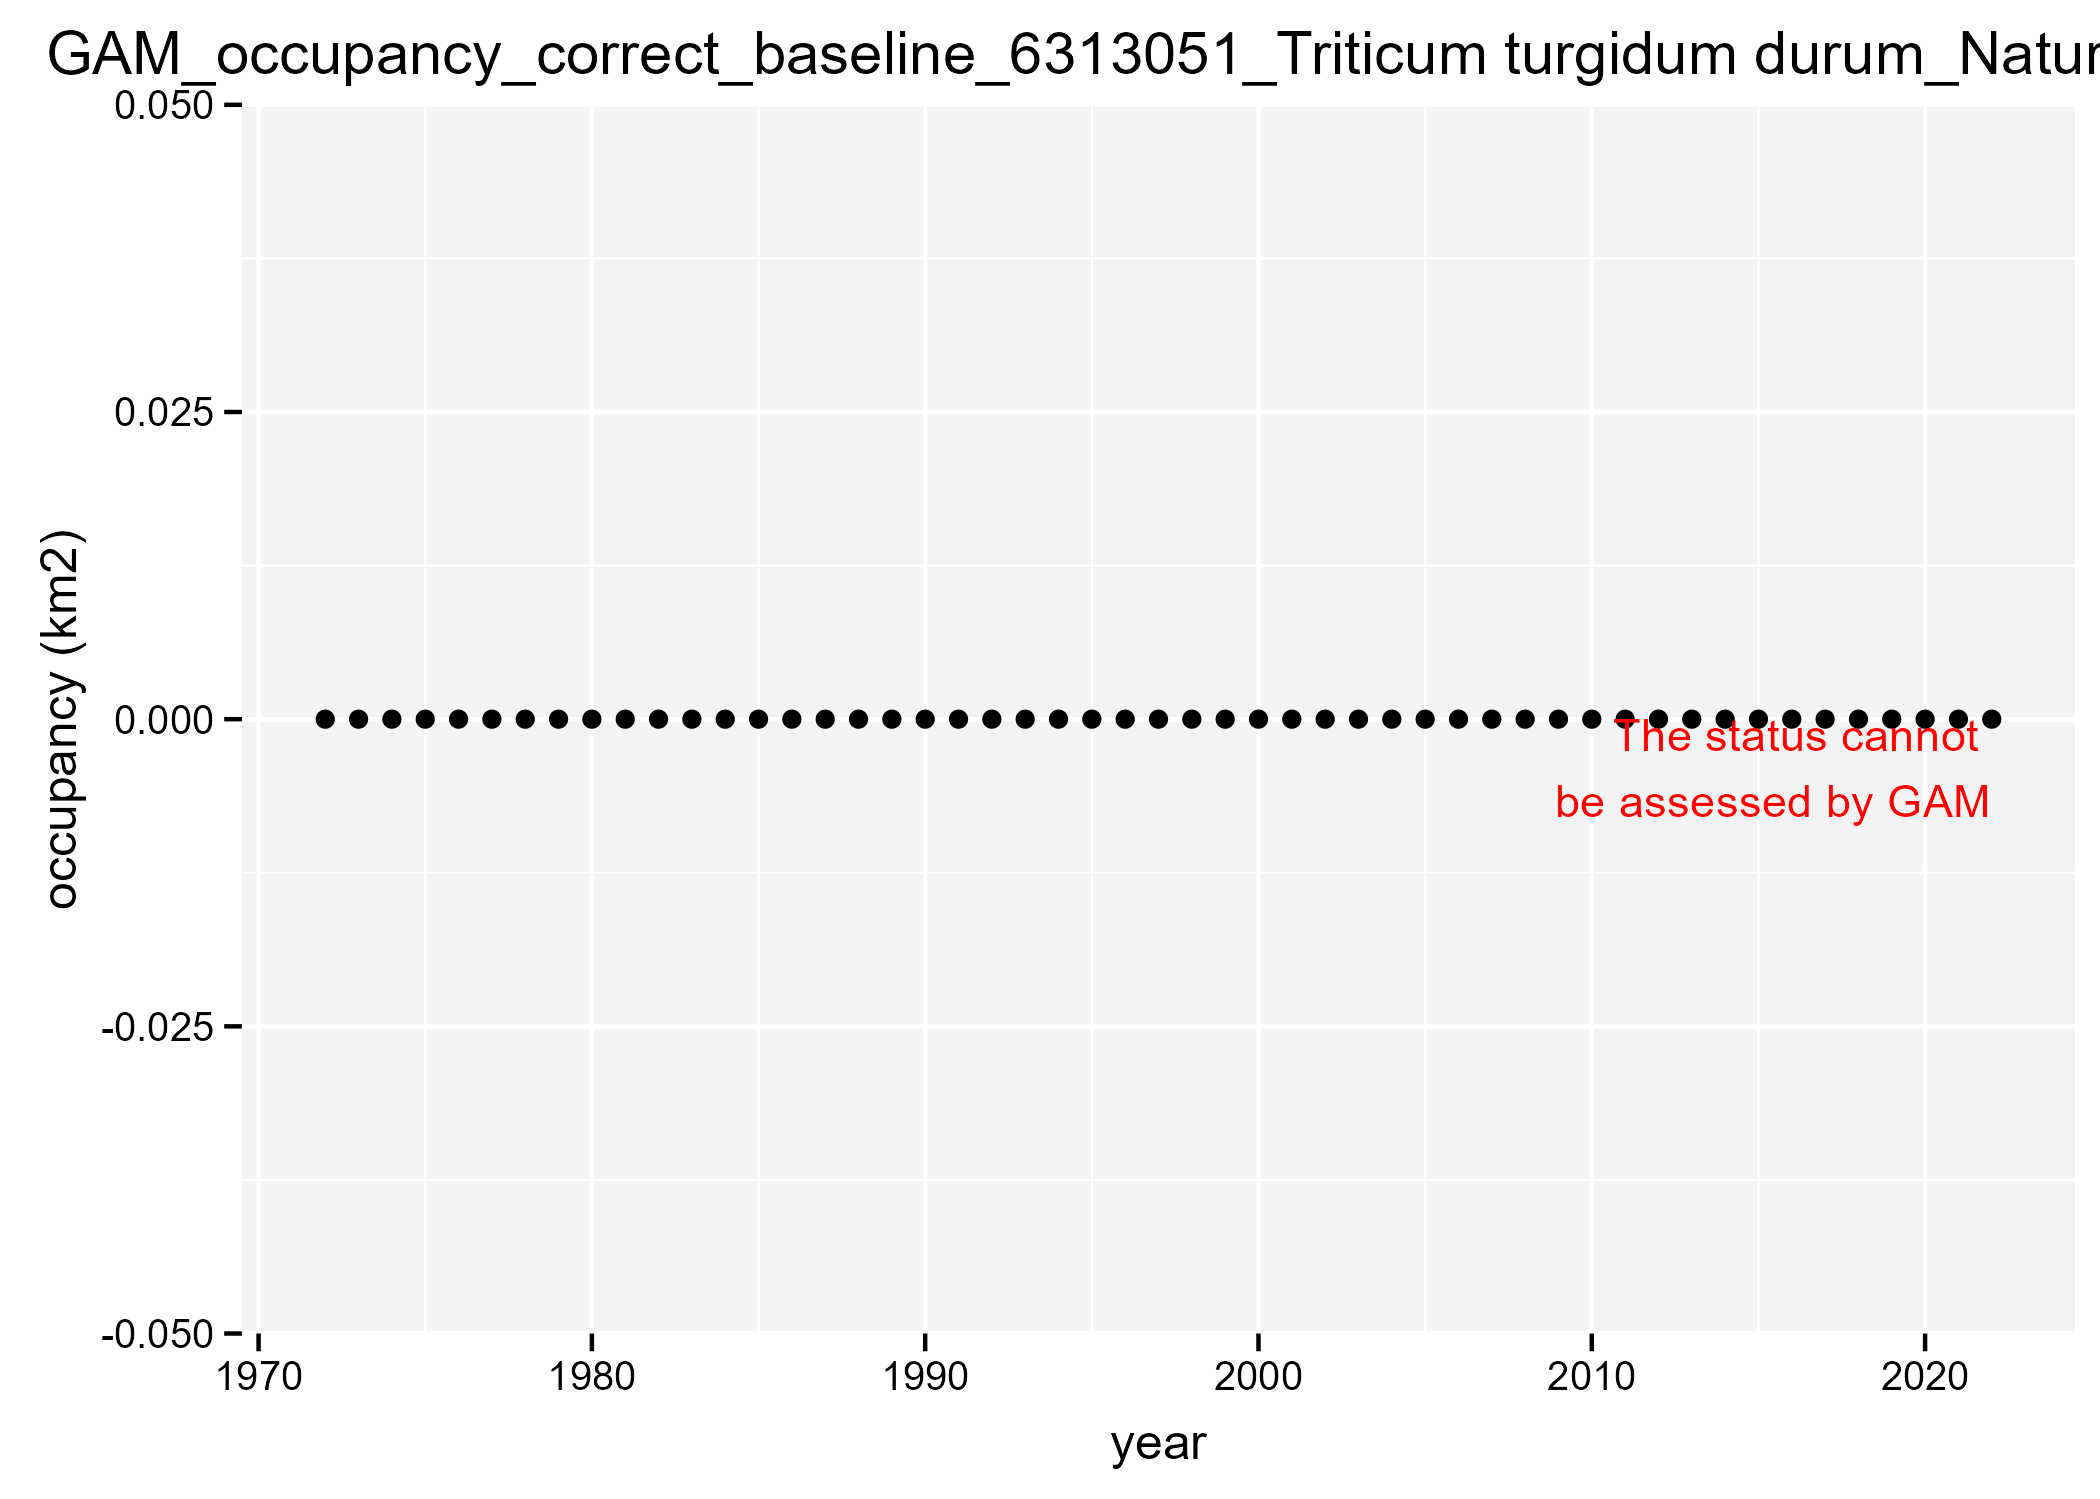 GAM_occupancy_correct_baseline_6313051_Triticum turgidum durum_Natur
0.050
0.025
0.000
-0.025
-0.050
occupancy (km2)
The status cannot
be assessed by GAM
1970 1980 1990 2000 2010 2020
year